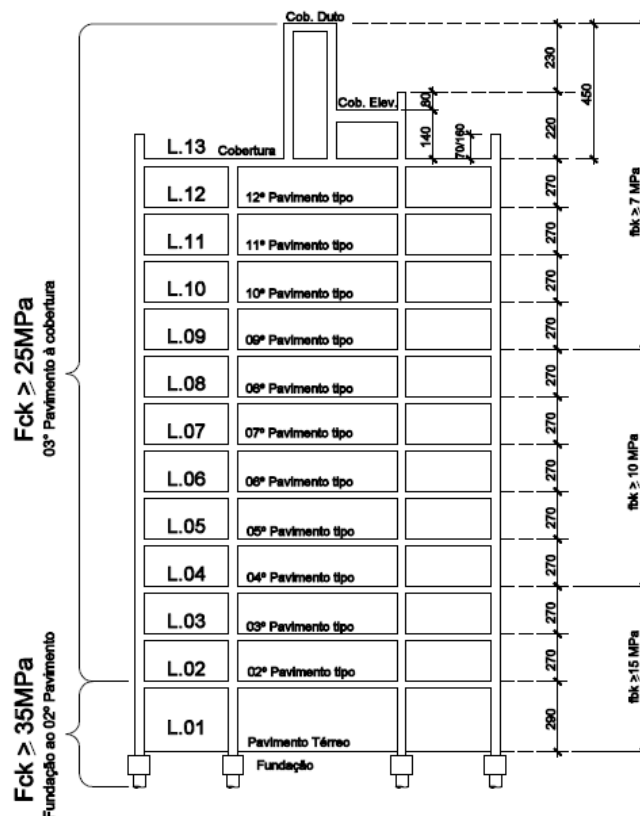 Cob. Duto
Cob. Elev.
L.13 Cobertura
L.12 12º Pavimento tipo
L.11 11º Pavimento tipo
L.10 10º Pavimento tipo
L.09 09º Pavimento tipo
L.08 08º Pavimento tipo
L.07 07º Pavimento tipo
L.06 06º Pavimento tipo
L.05 05º Pavimento tipo
L.04 04º Pavimento tipo
L.03 03º Pavimento tipo
L.02 02º Pavimento tipo
L.01
Pavimento Térreo
Fundação
Fck ≥ 25MPa
03º Pavimento à cobertura
Fck ≥ 35MPa
Fundação ao 02º Pavimento
80
140
70/160
230
220
450
270
270
270
270
270
270
270
270
270
270
270
290
fbk ≥ 7 MPa
fbk ≥ 10 MPa
fbk ≥15 MPa